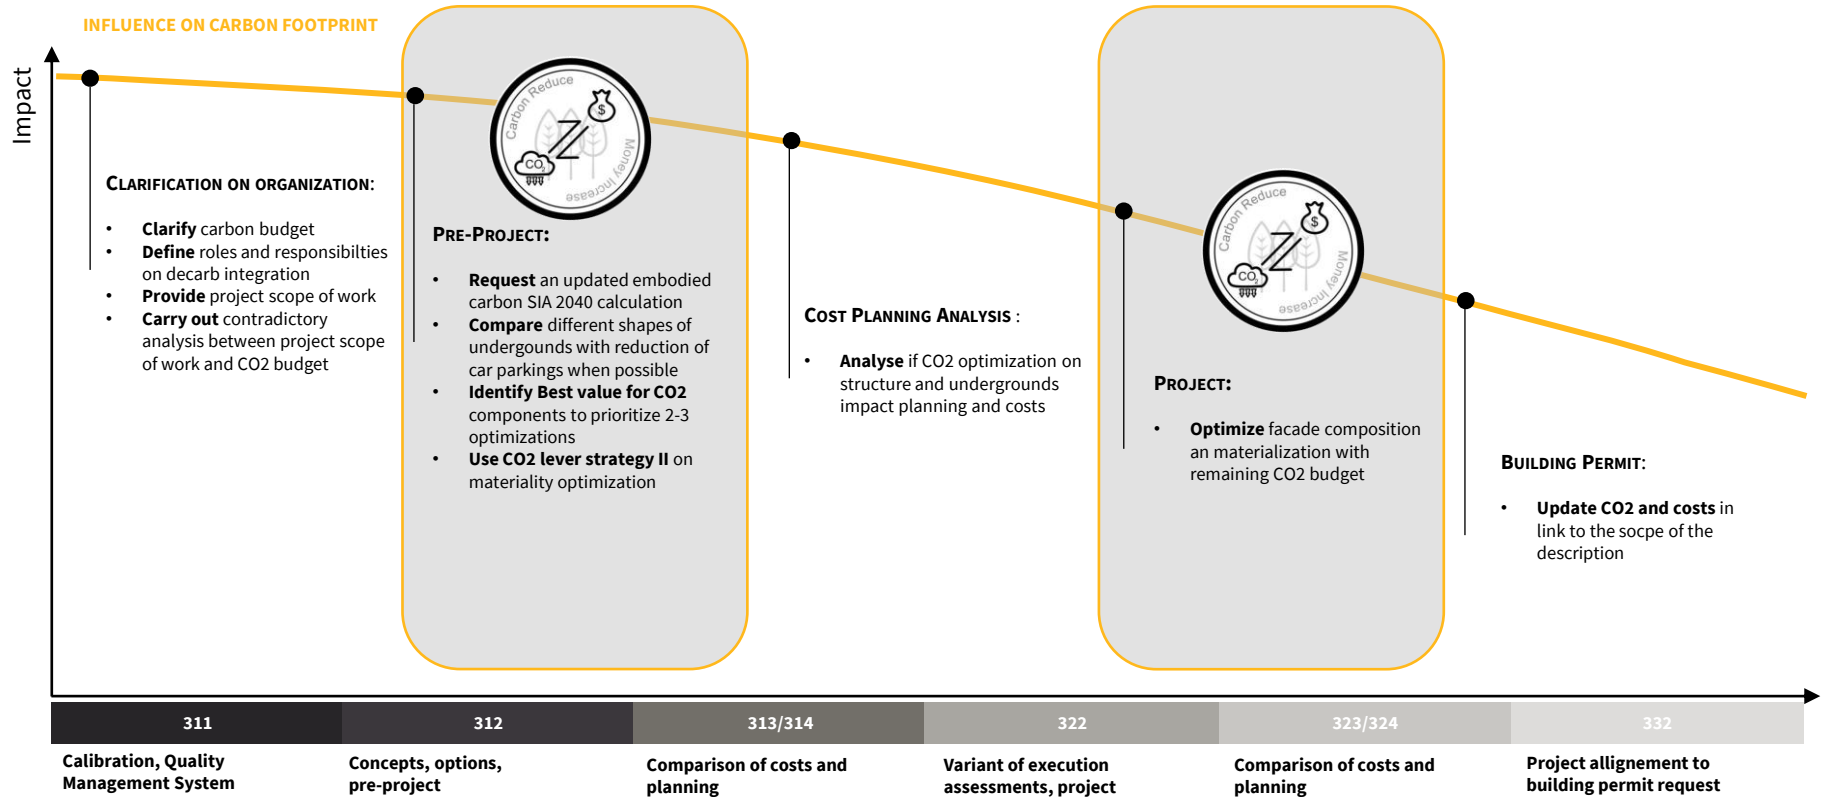 INFLUENCE ON CARBON FOOTPRINT
Impact
Carbon Reduce
Money Increase
$
CO2
CLARIFICATION ON ORGANIZATION:
• Clarify carbon budget
• Define roles and responsibilties
on decarb integration
• Provide project scope of work
• Carry out contradictory
analysis between project scope
of work and CO2 budget
PRE-PROJECT:
• Request an updated embodied
carbon SIA 2040 calculation
• Compare different shapes of
undergounds with reduction of
car parkings when possible
• Identify Best value for CO2
components to prioritize 2-3
optimizations
• Use CO2 lever strategy II on
materiality optimization
COST PLANNING ANALYSIS :
• Analyse if CO2 optimization on
structure and undergrounds
impact planning and costs
Carbon Reduce
Money Increase
$
CO2
PROJECT:
• Optimize facade composition
an materialization with
remaining CO2 budget
BUILDING PERMIT:
• Update CO2 and costs in
link to the socpe of the
description
311
312
313/314
322
323/324
332
Calibration, Quality
Management System
Concepts, options,
pre-project
Comparison of costs and
planning
Variant of execution
assessments, project
Comparison of costs and
planning
Project allignement to
building permit request